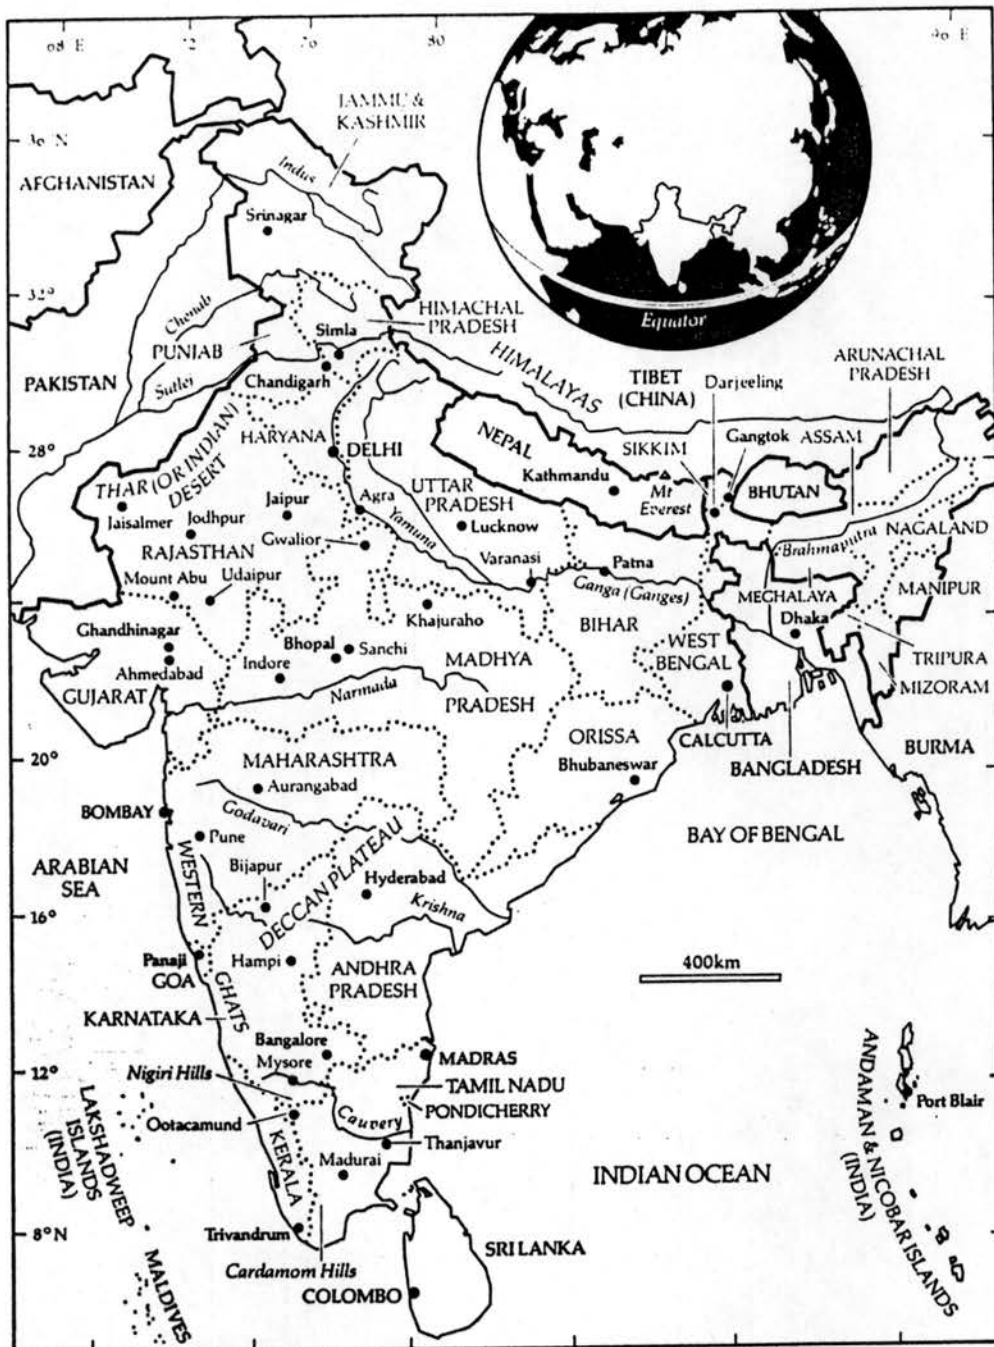 68 E
72
76
80
96 E
36 N
JAMMU &
KASHMIR
AFGHANISTAN
Indus
Srinagar
32°
Chenab
HIMACHAL
PRADESH
Equator
Simla
PUNJAB
HIMALAYAS
ARUNACHAL
PRADESH
PAKISTAN
Sutlej
Chandigarh
TIBET
(CHINA)
Darjeeling
THAR (OR INDIAN)
DESERT
HARYANA
DELHI
NEPAL
SIKKIM
Gangtok
ASSAM
28°
Kathmandu
Mt
Everest
BHUTAN
UTTAR
PRADESH
Jaipur
Agra
Jaisalmer
Jodhpur
Yamuna
Lucknow
NAGALAND
Gwalior
RAJASTHAN
Brahmaputra
Varanasi
Patna
Mount Abu
Udaipur
Ganga (Ganges)
MEGHALAYA
MANIPUR
Khajuraho
BIHAR
Dhaka
Ghandhinagar
Bhopal
Sanchi
WEST
BENGAL
MADHYA
PRADESH
Ahmedabad
Indore
TRIPURA
GUJARAT
Narmada
MIZORAM
ORISSA
CALCUTTA
BURMA
20°
MAHARASHTRA
Bhubaneswar
BANGLADESH
Aurangabad
BOMBAY
Godavari
Pune
BAY OF BENGAL
ARABIAN
SEA
WESTERN
GHATS
Bijapur
DECCAN PLATEAU
Hyderabad
Krishna
16°
Panaji
GOA
Hampi
ANDHRA
PRADESH
400km
KARNATAKA
Bangalore
MADRAS
Mysore
12°
Nigiri Hills
TAMIL NADU
PONDICHERRY
ANDAMAN & NICOBAR ISLANDS
(INDIA)
Port Blair
LAKSHADWEEP
ISLANDS
(INDIA)
Ootacamund
Cauvery
Thanjavur
KERALA
Madurai
INDIAN OCEAN
8°N
Trivandrum
SRI LANKA
Cardamom Hills
COLOMBO
MALDIVES